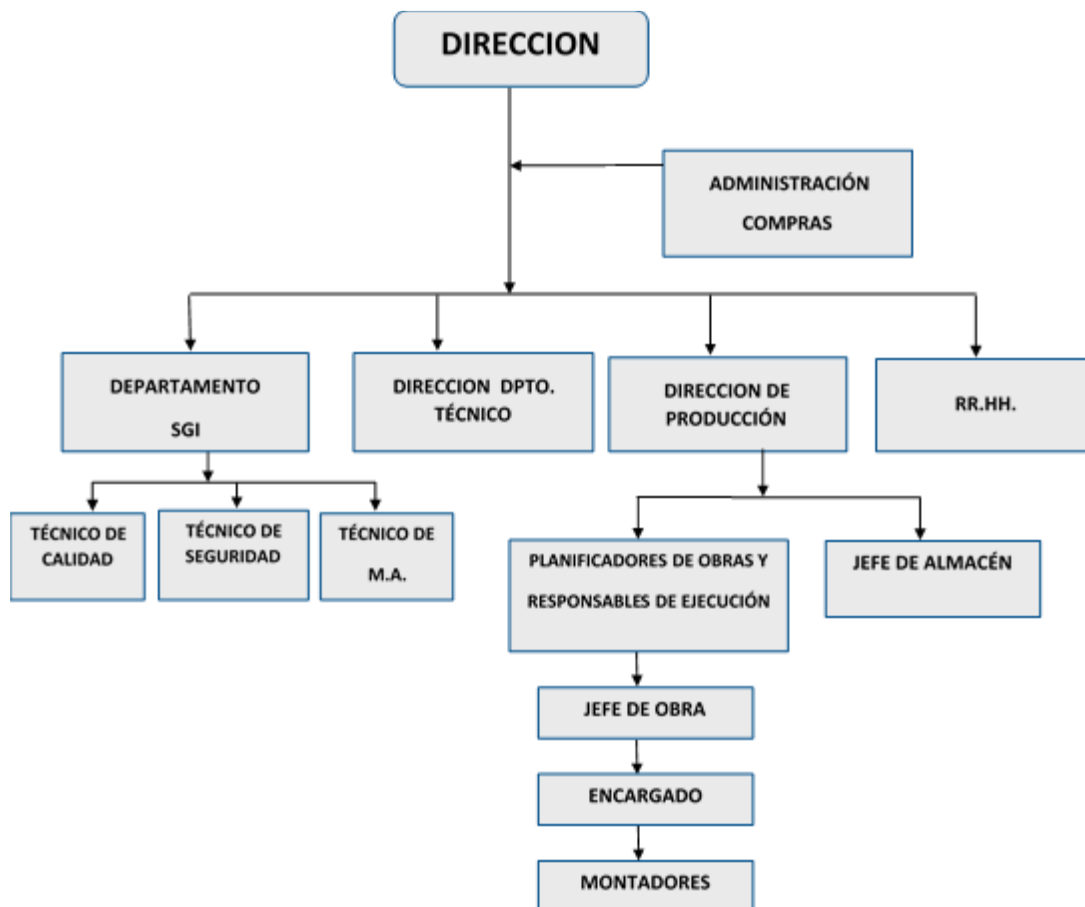 DIRECCION
ADMINISTRACIÓN
COMPRAS
DEPARTAMENTO
SGI
DIRECCION DPTO.
TÉCNICO
DIRECCION DE
PRODUCCIÓN
RR.HH.
TÉCNICO DE
CALIDAD
TÉCNICO DE
SEGURIDAD
TÉCNICO DE
M.A.
PLANIFICADORES DE OBRAS Y
RESPONSABLES DE EJECUCIÓN
JEFE DE ALMACÉN
JEFE DE OBRA
ENCARGADO
MONTADORES